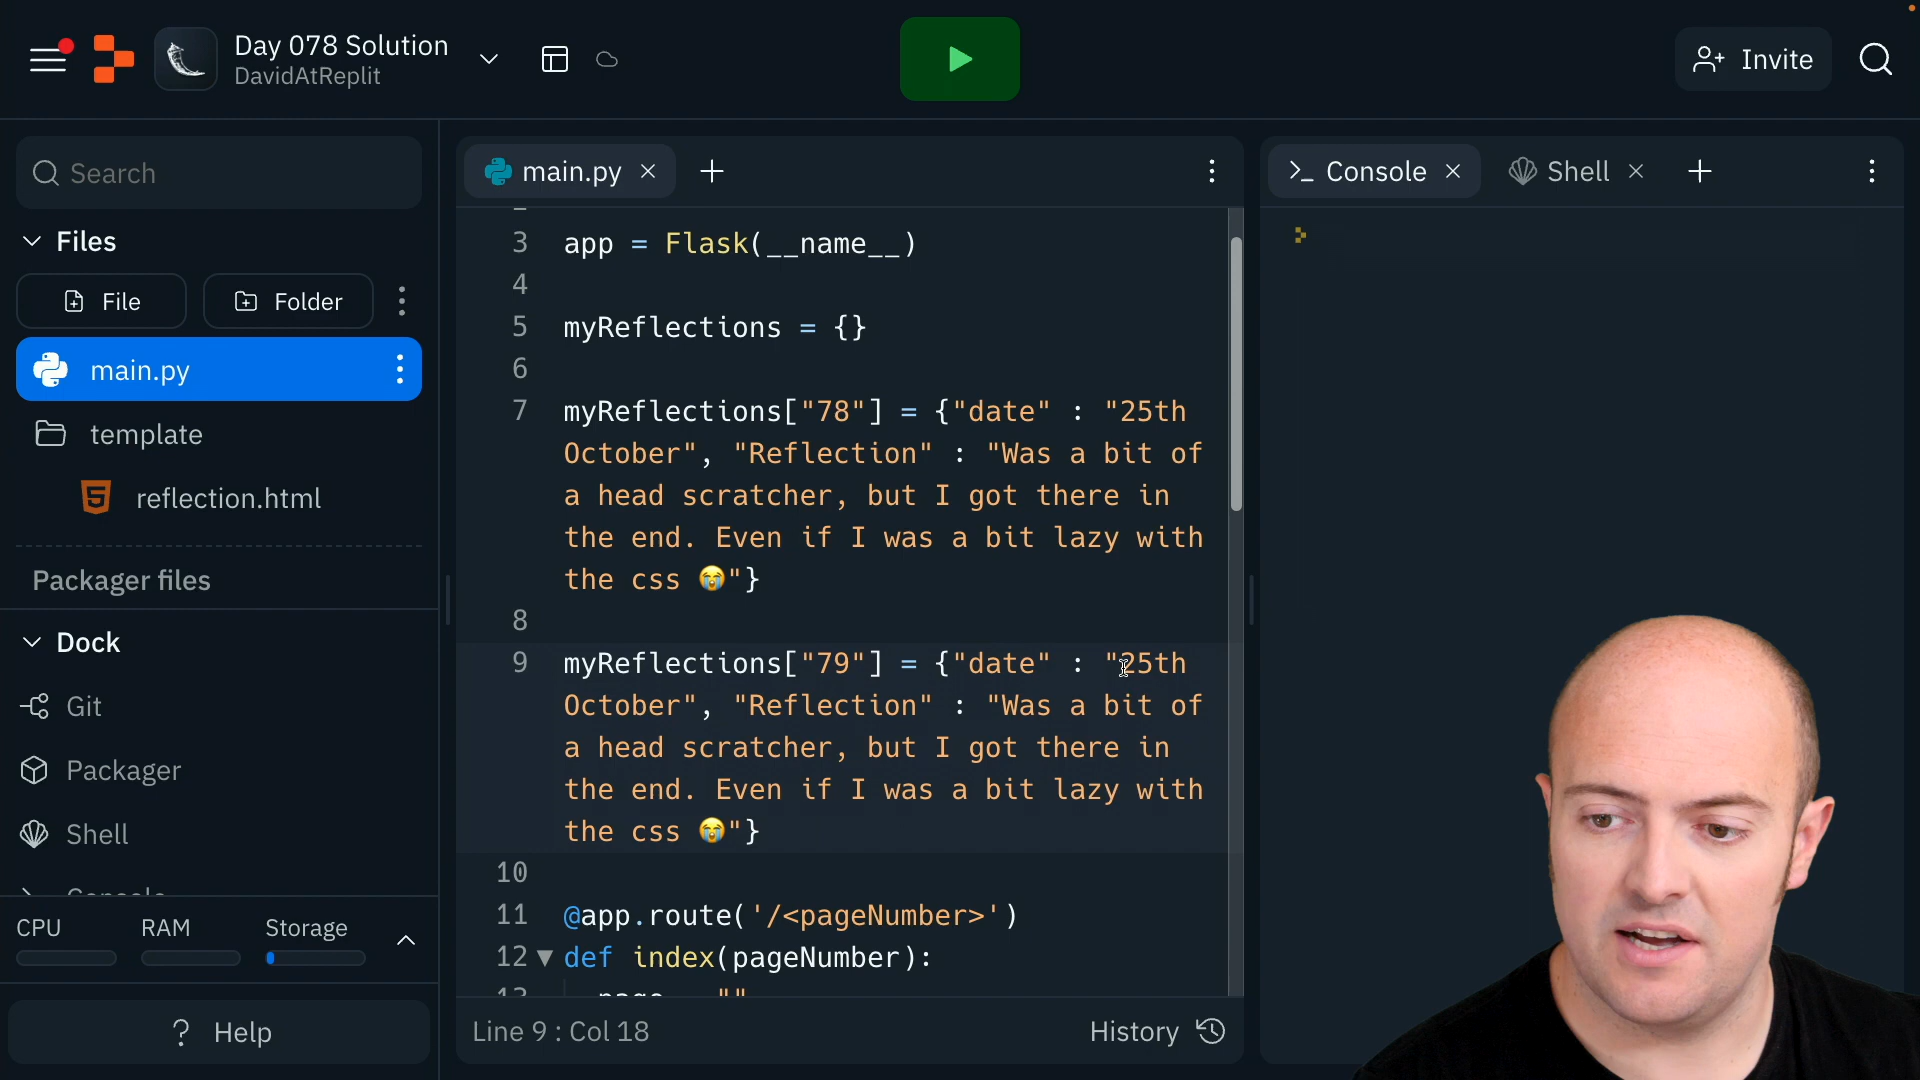 Day 078 Solution
DavidAtReplit
Invite
Search
Files
File
Folder
main.py
template
reflection.html
Packager files
Dock
Git
Packager
Shell
Console
CPU
RAM
Storage
Help
main.py
3 app = Flask(__name__)
4
5 myReflections = {}
6
7 myReflections["78"] = {"date" : "25th
October", "Reflection" : "Was a bit of
a head scratcher, but I got there in
the end. Even if I was a bit lazy with
the css 😭"}
8
9 myReflections["79"] = {"date" : "25th
October", "Reflection" : "Was a bit of
a head scratcher, but I got there in
the end. Even if I was a bit lazy with
the css 😭"}
10
11 @app.route('/<pageNumber>')
12 def index(pageNumber):
13 page = ""
Line 9 : Col 18
History
Console
Shell